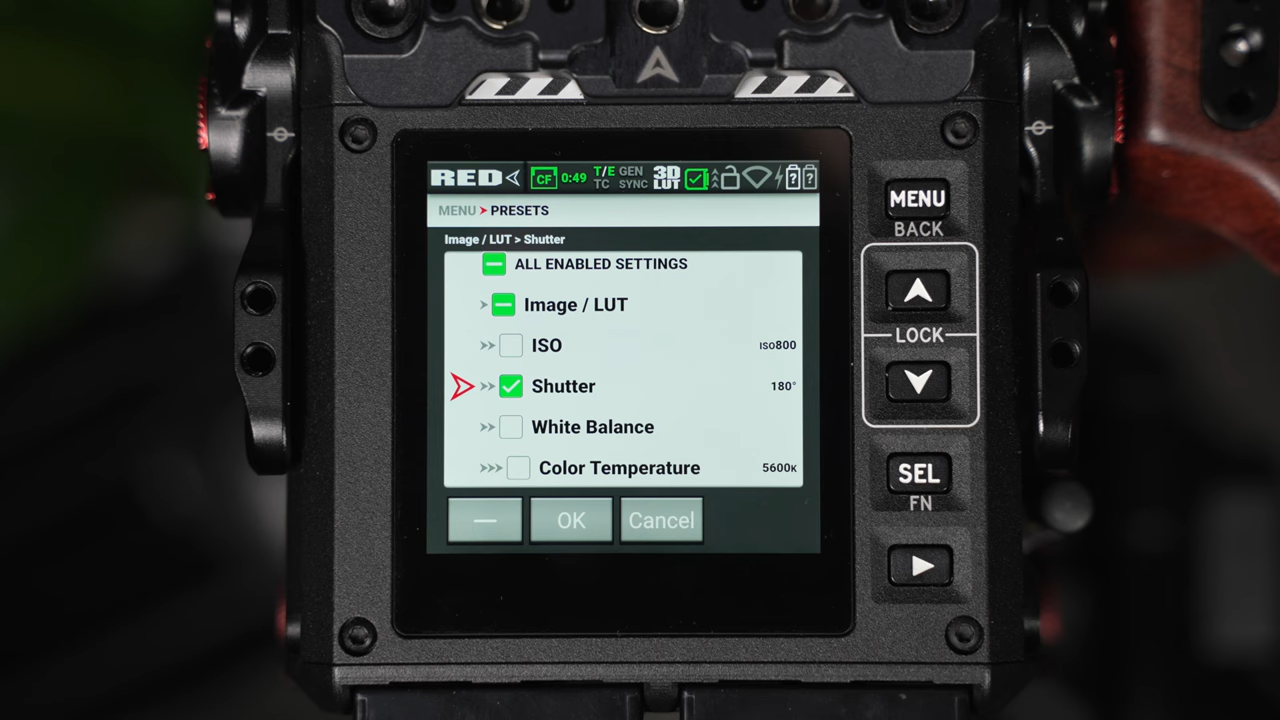 RED CF 0:49 T/E TC GEN SYNC 3D LUT ? ?
MENU PRESETS
Image / LUT > Shutter
ALL ENABLED SETTINGS
Image / LUT
ISO ISO800
Shutter 180°
White Balance
Color Temperature 5600K
— OK Cancel
MENU
BACK
LOCK
SEL
FN